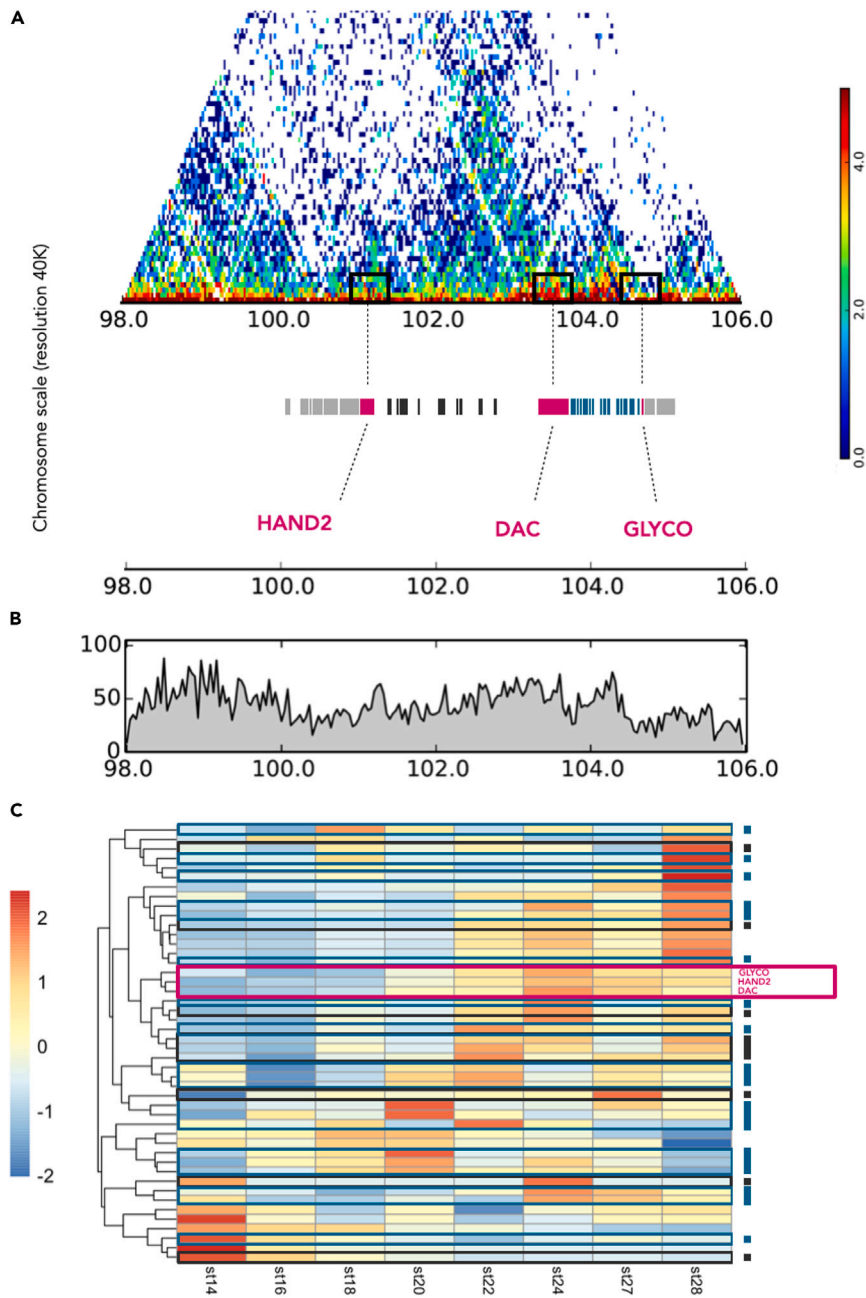 A
Chromosome scale (resolution 40K)
4.0
2.0
0.0
98.0 100.0 102.0 104.0 106.0
HAND2 DAC GLYCO
98.0 100.0 102.0 104.0 106.0
B
100
50
0
98.0 100.0 102.0 104.0 106.0
C
2
1
0
-1
-2
GLYCO
HAND2
DAC
st14 st16 st18 st20 st22 st24 st27 st28